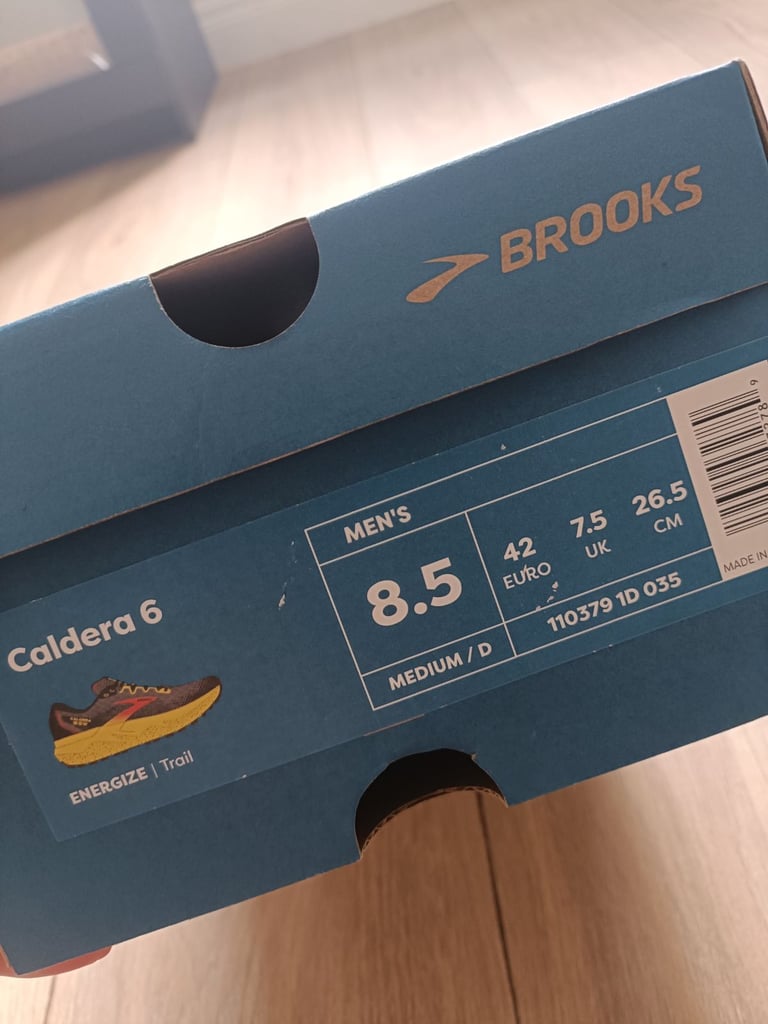 BROOKS
MEN'S
8.5
MEDIUM / D
42
EURO
7.5
UK
26.5
CM
110379 1D 035
MADE IN
Caldera 6
ENERGIZE | Trail